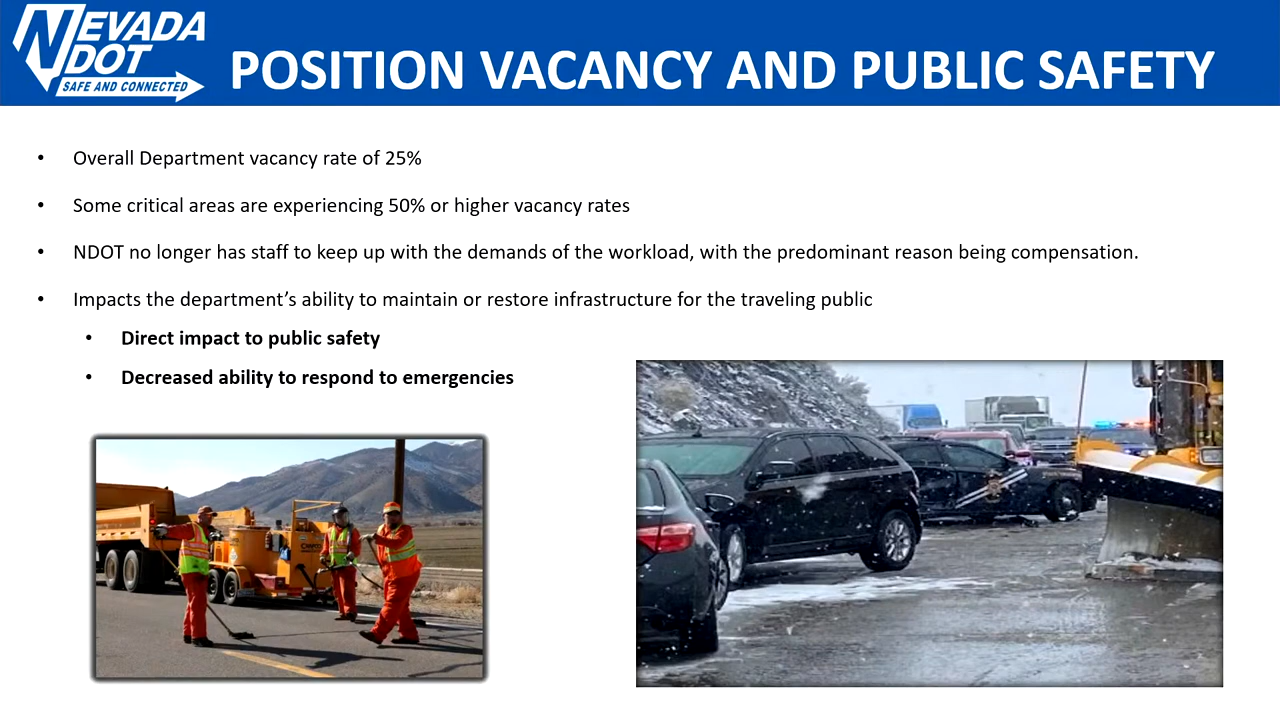 NEVADA
DOT
SAFE AND CONNECTED
POSITION VACANCY AND PUBLIC SAFETY
• Overall Department vacancy rate of 25%
• Some critical areas are experiencing 50% or higher vacancy rates
• NDOT no longer has staff to keep up with the demands of the workload, with the predominant reason being compensation.
• Impacts the department’s ability to maintain or restore infrastructure for the traveling public
• Direct impact to public safety
• Decreased ability to respond to emergencies